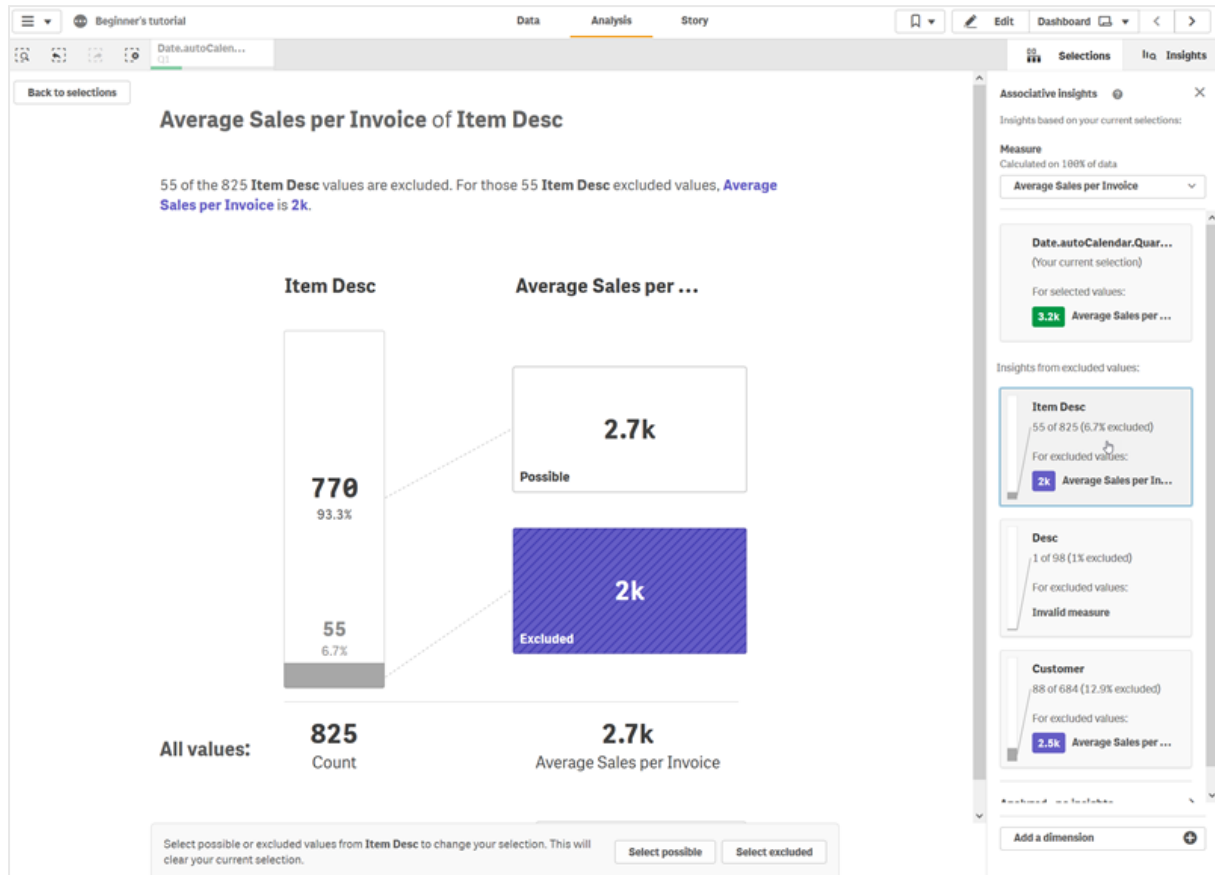 Beginner's tutorial
Data
Analysis
Story
Edit
Dashboard
Date.autoCalen...
Q1
Selections
Insights
Back to selections
Average Sales per Invoice of Item Desc
55 of the 825 Item Desc values are excluded. For those 55 Item Desc excluded values, Average
Sales per Invoice is 2k.
Item Desc
Average Sales per ...
770
93.3%
55
6.7%
2.7k
Possible
2k
Excluded
All values:
825
Count
2.7k
Average Sales per Invoice
Select possible or excluded values from Item Desc to change your selection. This will
clear your current selection.
Select possible
Select excluded
Associative insights
Insights based on your current selections:
Measure
Calculated on 100% of data
Average Sales per Invoice
Date.autoCalendar.Quar...
(Your current selection)
For selected values:
3.2k Average Sales per ...
Insights from excluded values:
Item Desc
55 of 825 (6.7% excluded)
For excluded values:
2k Average Sales per In...
Desc
1 of 98 (1% excluded)
For excluded values:
Invalid measure
Customer
88 of 684 (12.9% excluded)
For excluded values:
2.5k Average Sales per ...
Add a dimension